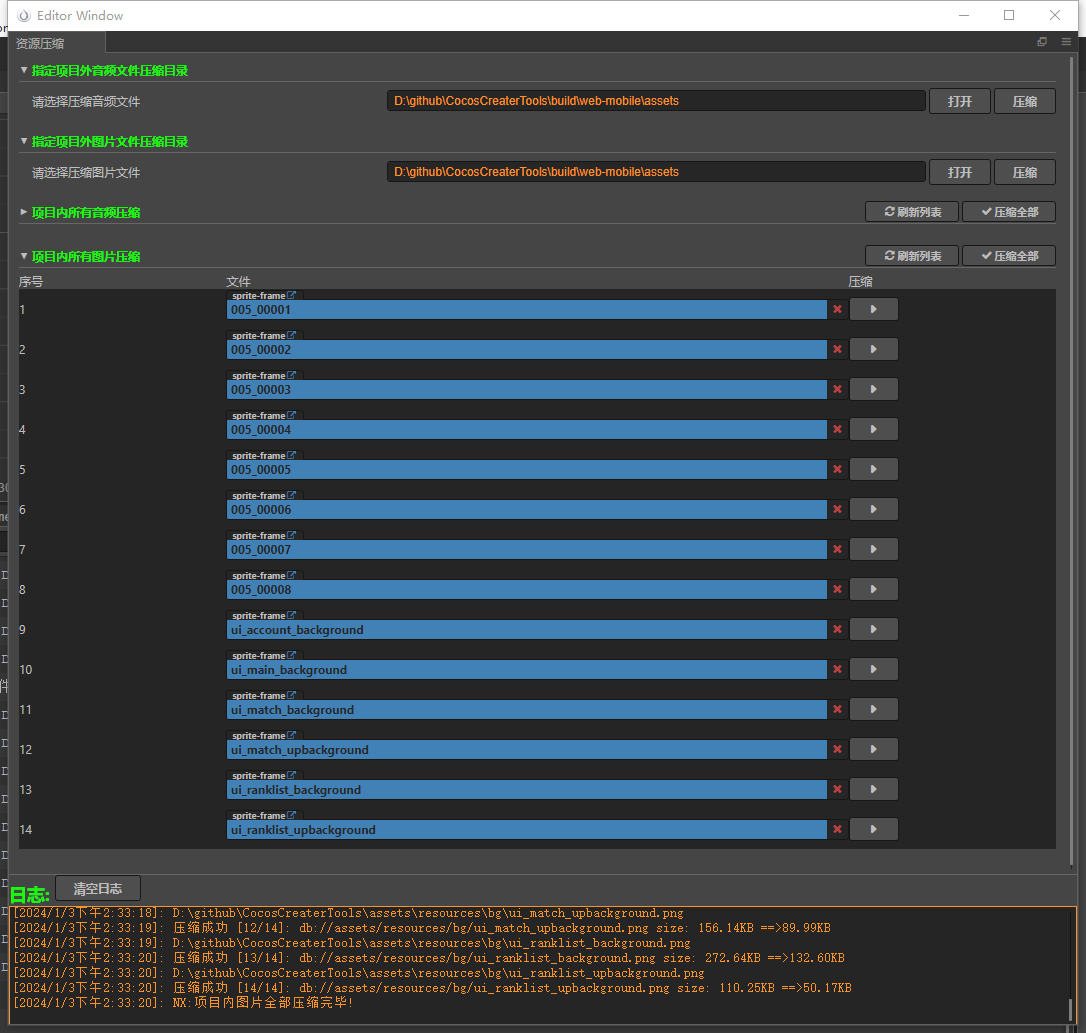 Editor Window
资源压缩
指定项目外音频文件压缩目录
请选择压缩音频文件 D:\github\CocosCreaterTools\build\web-mobile\assets 打开 压缩
指定项目外图片文件压缩目录
请选择压缩图片文件 D:\github\CocosCreaterTools\build\web-mobile\assets 打开 压缩
项目内所有音频压缩 刷新列表 压缩全部
项目内所有图片压缩 刷新列表 压缩全部
序号 文件 压缩
sprite-frame
1 005_00001
sprite-frame
2 005_00002
sprite-frame
3 005_00003
sprite-frame
4 005_00004
sprite-frame
5 005_00005
sprite-frame
6 005_00006
sprite-frame
7 005_00007
sprite-frame
8 005_00008
sprite-frame
9 ui_account_background
sprite-frame
10 ui_main_background
sprite-frame
11 ui_match_background
sprite-frame
12 ui_match_upbackground
sprite-frame
13 ui_ranklist_background
sprite-frame
14 ui_ranklist_upbackground
日志: 清空日志
[2024/1/3下午2:33:18]: D:\github\CocosCreaterTools\assets\resources\bg\ui_match_upbackground.png
[2024/1/3下午2:33:19]: 压缩成功 [12/14]: db://assets/resources/bg/ui_match_upbackground.png size: 156.14KB ==>89.99KB
[2024/1/3下午2:33:19]: D:\github\CocosCreaterTools\assets\resources\bg\ui_ranklist_background.png
[2024/1/3下午2:33:20]: 压缩成功 [13/14]: db://assets/resources/bg/ui_ranklist_background.png size: 272.64KB ==>132.60KB
[2024/1/3下午2:33:20]: D:\github\CocosCreaterTools\assets\resources\bg\ui_ranklist_upbackground.png
[2024/1/3下午2:33:20]: 压缩成功 [14/14]: db://assets/resources/bg/ui_ranklist_upbackground.png size: 110.25KB ==>50.17KB
[2024/1/3下午2:33:20]: NX:项目内图片全部压缩完毕!